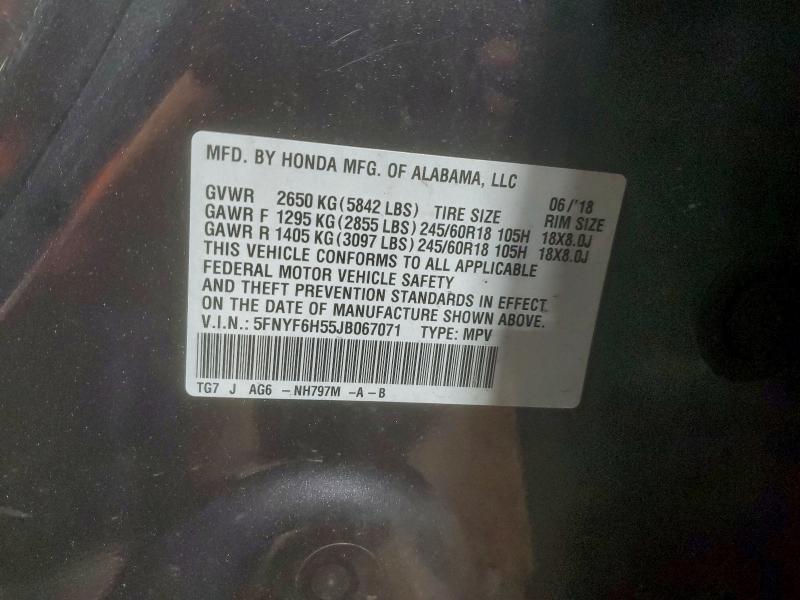 MFD. BY HONDA MFG. OF ALABAMA, LLC
GVWR 2650 KG (5842 LBS) TIRE SIZE 06/'18 RIM SIZE
GAWR F 1295 KG (2855 LBS) 245/60R18 105H 18X8.0J
GAWR R 1405 KG (3097 LBS) 245/60R18 105H 18X8.0J
THIS VEHICLE CONFORMS TO ALL APPLICABLE
FEDERAL MOTOR VEHICLE SAFETY
AND THEFT PREVENTION STANDARDS IN EFFECT
ON THE DATE OF MANUFACTURE SHOWN ABOVE.
V.I.N.: 5FNYF6H55JB067071 TYPE: MPV
TG7 J AG6 -NH797M -A-B